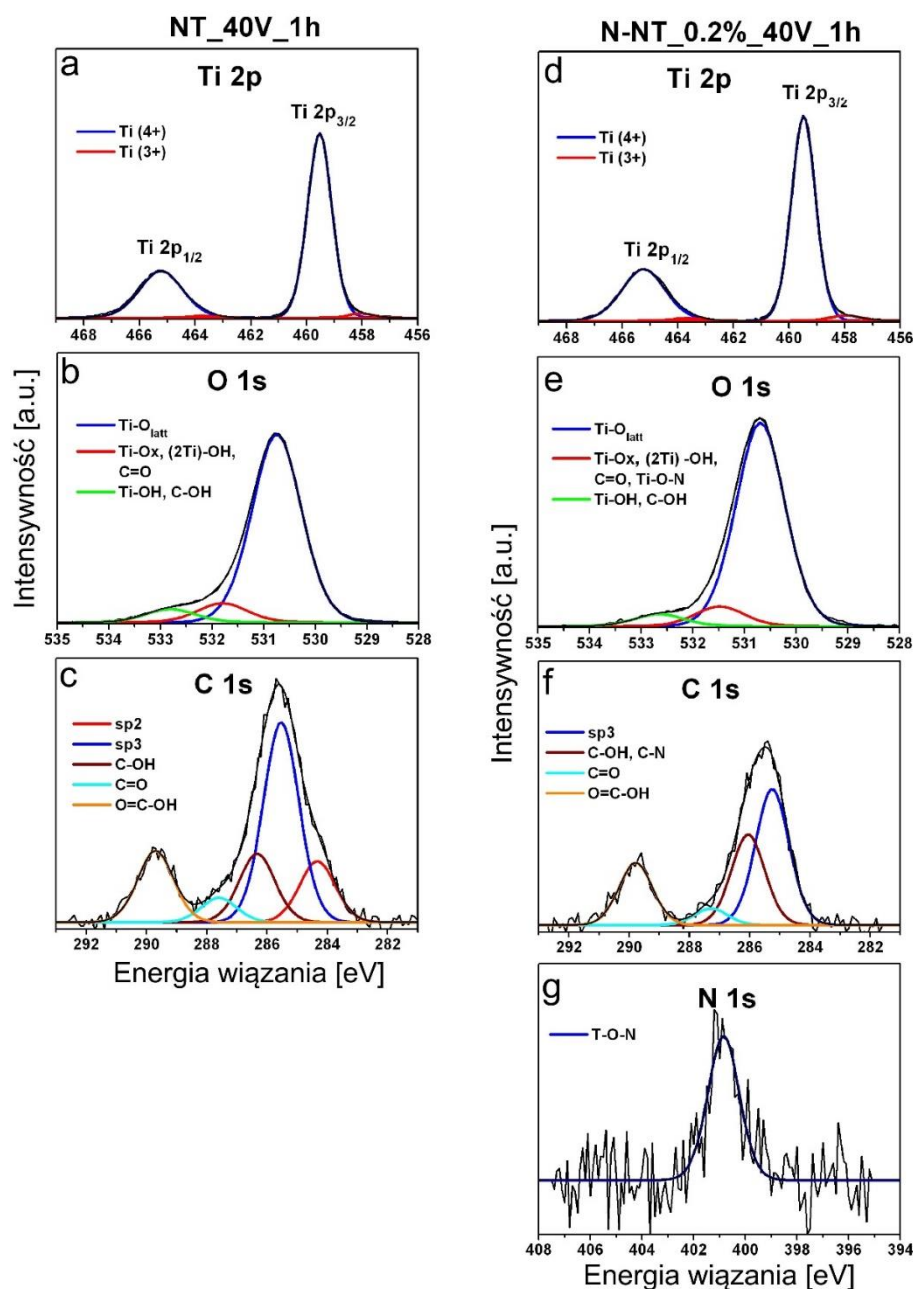 NT_40V_1h
a
Ti 2p
Ti 2p3/2
Ti (4+)
Ti (3+)
Ti 2p1/2
468 466 464 462 460 458 456
b
O 1s
Ti-Olatt
Ti-Ox, (2Ti)-OH,
C=O
Ti-OH, C-OH
535 534 533 532 531 530 529 528
c
C 1s
sp2
sp3
C-OH
C=O
O=C-OH
292 290 288 286 284 282
Energia wiązania [eV]
Intensywność [a.u.]
N-NT_0.2%_40V_1h
d
Ti 2p
Ti 2p3/2
Ti (4+)
Ti (3+)
Ti 2p1/2
468 466 464 462 460 458 456
e
O 1s
Ti-Olatt
Ti-Ox, (2Ti) -OH,
C=O, Ti-O-N
Ti-OH, C-OH
535 534 533 532 531 530 529 528
f
C 1s
sp3
C-OH, C-N
C=O
O=C-OH
292 290 288 286 284 282
g
N 1s
T-O-N
408 406 404 402 400 398 396 394
Energia wiązania [eV]
Intensywność [a.u.]